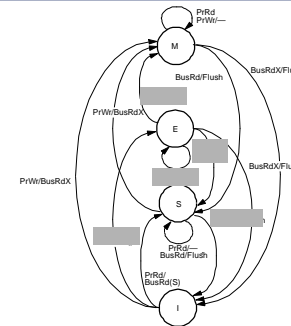 PrRd
PrWr/—
M
BusRd/Flush
BusRdX/Flu
PrWr/BusRdX
E
BusRdX/Flu
PrWr/BusRdX
S
PrRd/—
BusRd/Flush
PrRd/
BusRd(S)
I